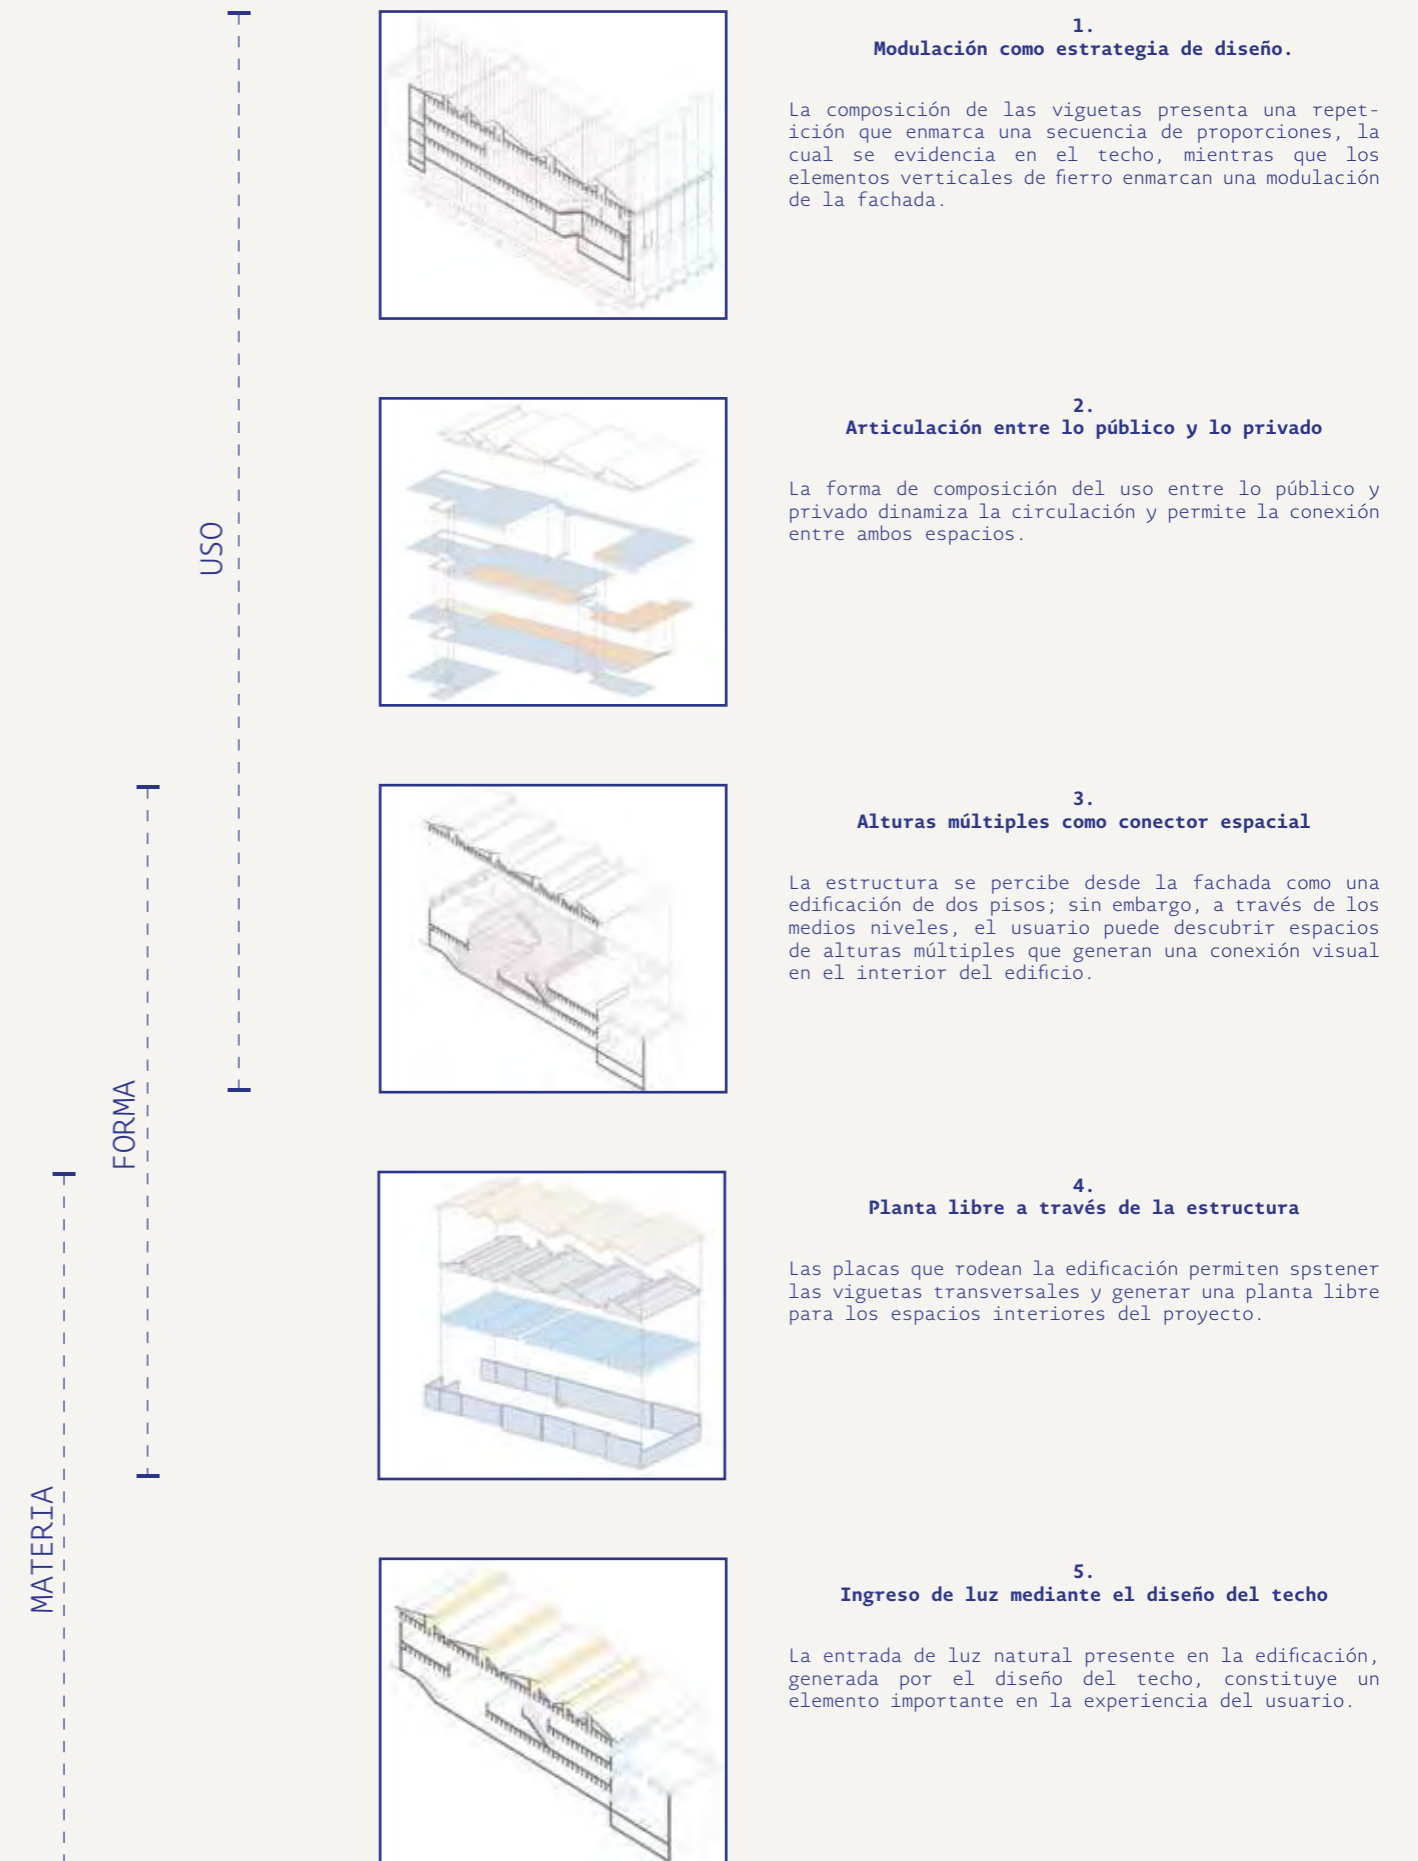 USO
FORMA
MATERIA
1.
Modulación como estrategia de diseño.
La composición de las viguetas presenta una repet-
ición que enmarca una secuencia de proporciones, la
cual se evidencia en el techo, mientras que los
elementos verticales de fierro enmarcan una modulación
de la fachada.
2.
Articulación entre lo público y lo privado
La forma de composición del uso entre lo público y
privado dinamiza la circulación y permite la conexión
entre ambos espacios.
3.
Alturas múltiples como conector espacial
La estructura se percibe desde la fachada como una
edificación de dos pisos; sin embargo, a través de los
medios niveles, el usuario puede descubrir espacios
de alturas múltiples que generan una conexión visual
en el interior del edificio.
4.
Planta libre a través de la estructura
Las placas que rodean la edificación permiten spstener
las viguetas transversales y generar una planta libre
para los espacios interiores del proyecto.
5.
Ingreso de luz mediante el diseño del techo
La entrada de luz natural presente en la edificación,
generada por el diseño del techo, constituye un
elemento importante en la experiencia del usuario.